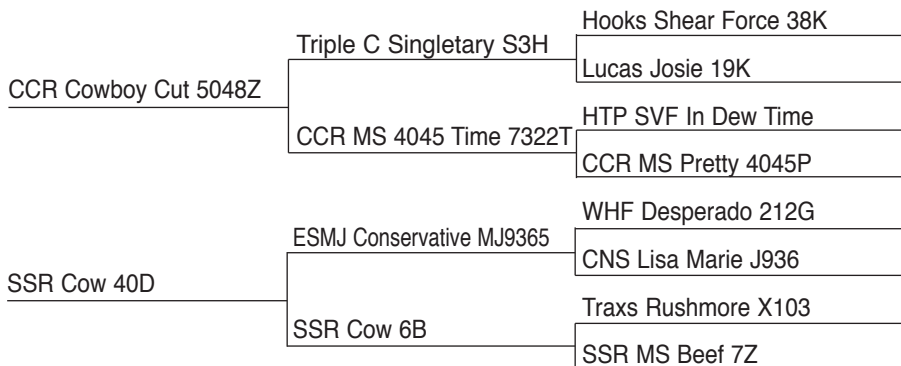 Hooks Shear Force 38K
Triple C Singletary S3H
Lucas Josie 19K
CCR Cowboy Cut 5048Z
HTP SVF In Dew Time
CCR MS 4045 Time 7322T
CCR MS Pretty 4045P
WHF Desperado 212G
ESMJ Conservative MJ9365
CNS Lisa Marie J936
SSR Cow 40D
Traxs Rushmore X103
SSR Cow 6B
SSR MS Beef 7Z